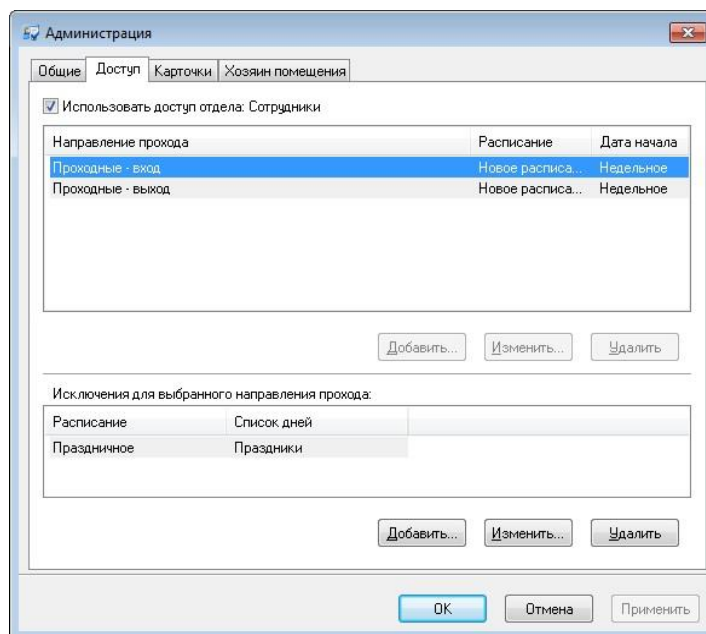 Администрация
Общие Доступ Карточки Хозяин помещения
Использовать доступ отдела: Сотрудники
Направление прохода Расписание Дата начала
Проходные - вход Новое расписа... Недельное
Проходные - выход Новое расписа... Недельное
Добавить... Изменить... Удалить
Исключения для выбранного направления прохода:
Расписание Список дней
Праздничное Праздники
Добавить... Изменить... Удалить
OK Отмена Применить